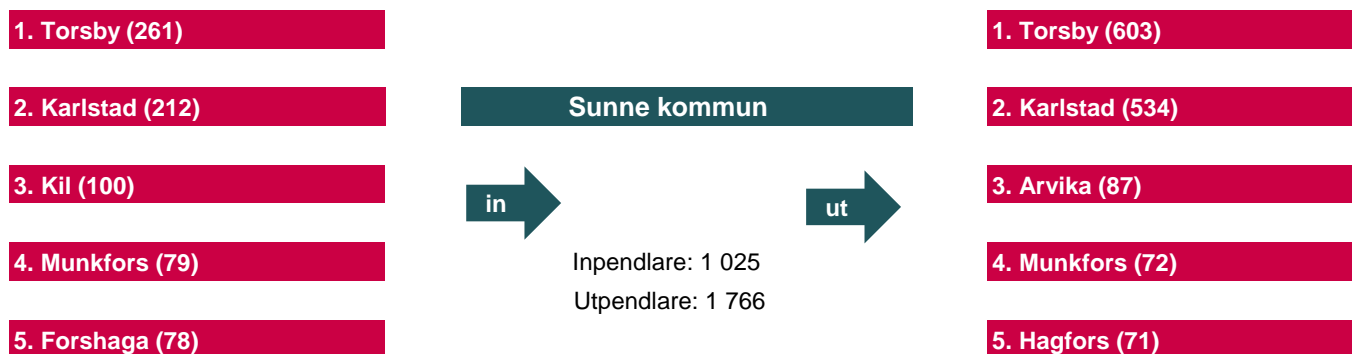 1. Torsby (261)
2. Karlstad (212)
3. Kil (100)
4. Munkfors (79)
5. Forshaga (78)
Sunne kommun
in
ut
Inpendlare: 1 025
Utpendlare: 1 766
1. Torsby (603)
2. Karlstad (534)
3. Arvika (87)
4. Munkfors (72)
5. Hagfors (71)